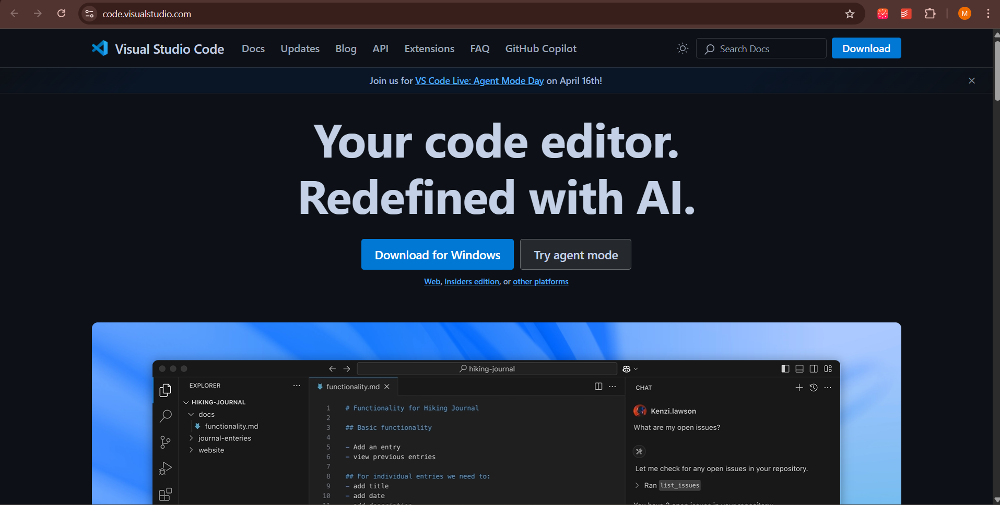 code.visualstudio.com
M
Visual Studio Code Docs Updates Blog API Extensions FAQ GitHub Copilot Search Docs Download
Join us for VS Code Live: Agent Mode Day on April 16th!
Your code editor.
Redefined with AI.
Download for Windows Try agent mode
Web, Insiders edition, or other platforms
hiking-journal
EXPLORER
HIKING-JOURNAL
docs
functionality.md
journal-enteries
website
functionality.md
1 # Functionality for Hiking Journal
2
3 ## Basic functionality
4
5 - Add an entry
6 - view previous entries
7
8 ## For individual entries we need to:
9 - add title
10 - add date
CHAT
Kenzi.lawson
What are my open issues?
Let me check for any open issues in your repository.
Ran list_issues